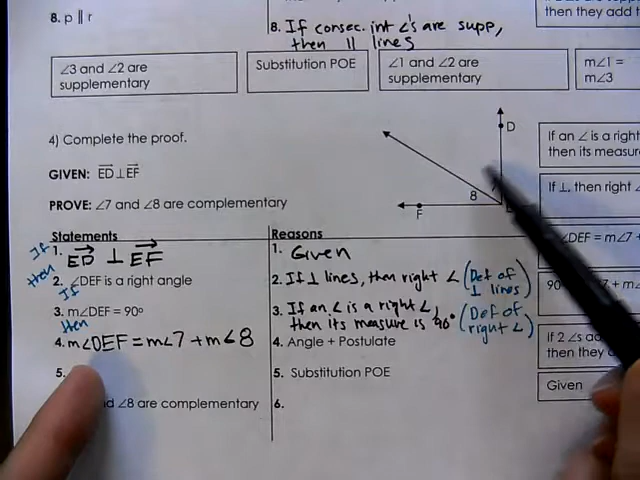 then they add t
8. p ∥ r
8. If consec. int ∠'s are supp,
then ∥ lines
∠3 and ∠2 are
supplementary
Substitution POE
∠1 and ∠2 are
supplementary
m∠1 =
m∠3
4) Complete the proof.
D
If an ∠ is a right
then its measure
GIVEN: ED ⊥ EF
If ⊥, then right
PROVE: ∠7 and ∠8 are complementary
8
F
Statements
Reasons
If
1. ED ⊥ EF
1. Given
∠DEF = m∠7 +
then
2. ∠DEF is a right angle
2. If ⊥ lines, then right ∠ (Def of
⊥ lines)
If
3. m∠DEF = 90°
3. If an ∠ is a right ∠,
then its measure is 90° (Def of
right ∠)
90
7 + m
then
4. m∠DEF = m∠7 + m∠8
4. Angle + Postulate
If 2 ∠s
then they
5.
5. Substitution POE
Given
∠8 are complementary
6.